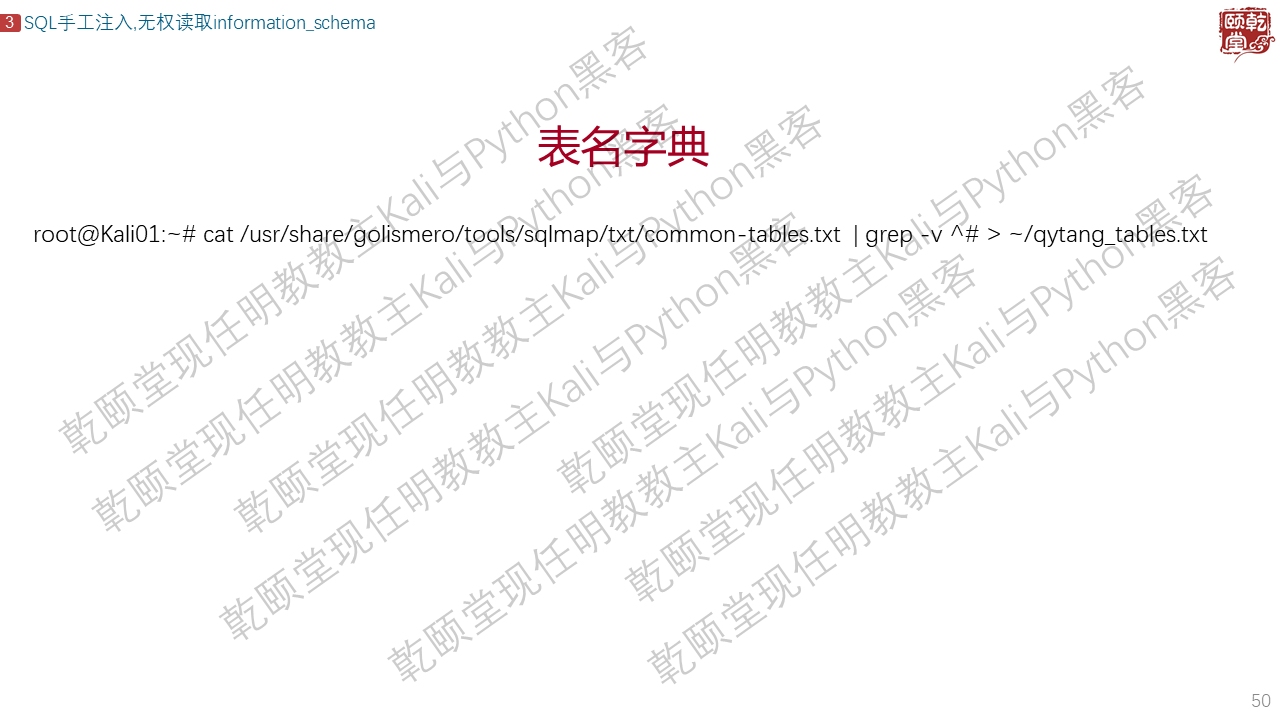 3 SQL手工注入,无权读取information_schema
乾颐堂
表名字典
root@Kali01:~# cat /usr/share/golismero/tools/sqlmap/txt/common-tables.txt | grep -v ^# > ~/qytang_tables.txt
乾颐堂现任明教教主Kali与Python黑客
乾颐堂现任明教教主Kali与Python黑客
乾颐堂现任明教教主Kali与Python黑客
乾颐堂现任明教教主Kali与Python黑客
乾颐堂现任明教教主Kali与Python黑客
乾颐堂现任明教教主Kali与Python黑客
乾颐堂现任明教教主Kali与Python黑客
乾颐堂现任明教教主Kali与Python黑客
50